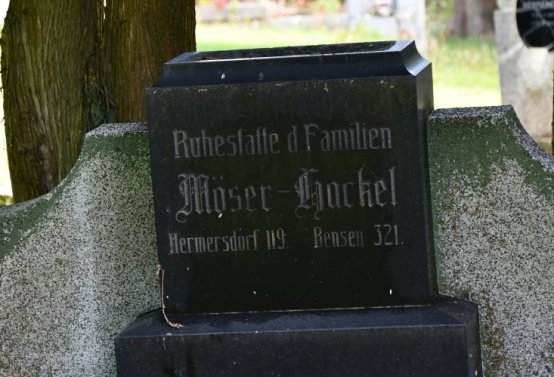 Ruhestätte d. Familien
Möser-Hackel
Hermersdorf 119. Bensen 321.